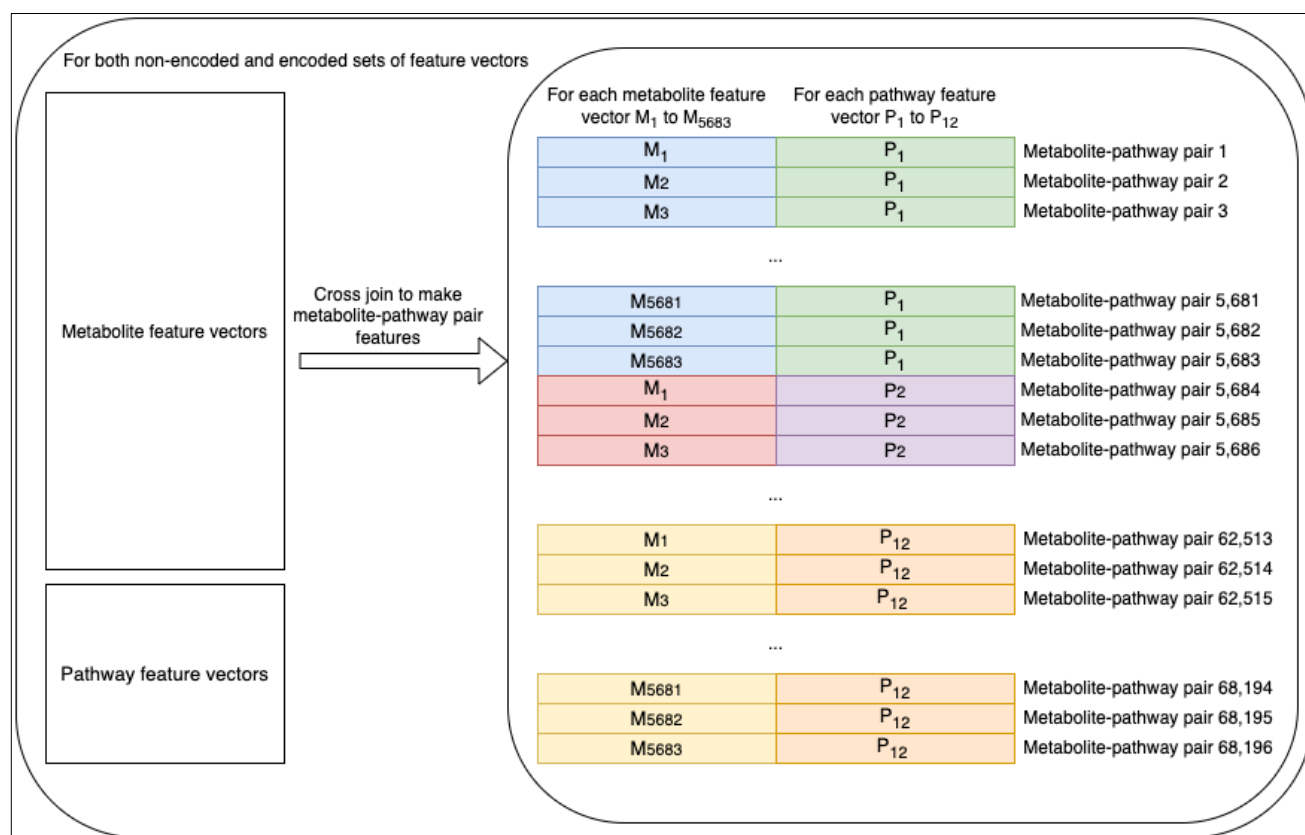 For both non-encoded and encoded sets of feature vectors
Metabolite feature vectors
Pathway feature vectors
Cross join to make
metabolite-pathway pair
features
For each metabolite feature
vector M1 to M5683
For each pathway feature
vector P1 to P12
M1 P1 Metabolite-pathway pair 1
M2 P1 Metabolite-pathway pair 2
M3 P1 Metabolite-pathway pair 3
...
M5681 P1 Metabolite-pathway pair 5,681
M5682 P1 Metabolite-pathway pair 5,682
M5683 P1 Metabolite-pathway pair 5,683
M1 P2 Metabolite-pathway pair 5,684
M2 P2 Metabolite-pathway pair 5,685
M3 P2 Metabolite-pathway pair 5,686
...
M1 P12 Metabolite-pathway pair 62,513
M2 P12 Metabolite-pathway pair 62,514
M3 P12 Metabolite-pathway pair 62,515
...
M5681 P12 Metabolite-pathway pair 68,194
M5682 P12 Metabolite-pathway pair 68,195
M5683 P12 Metabolite-pathway pair 68,196